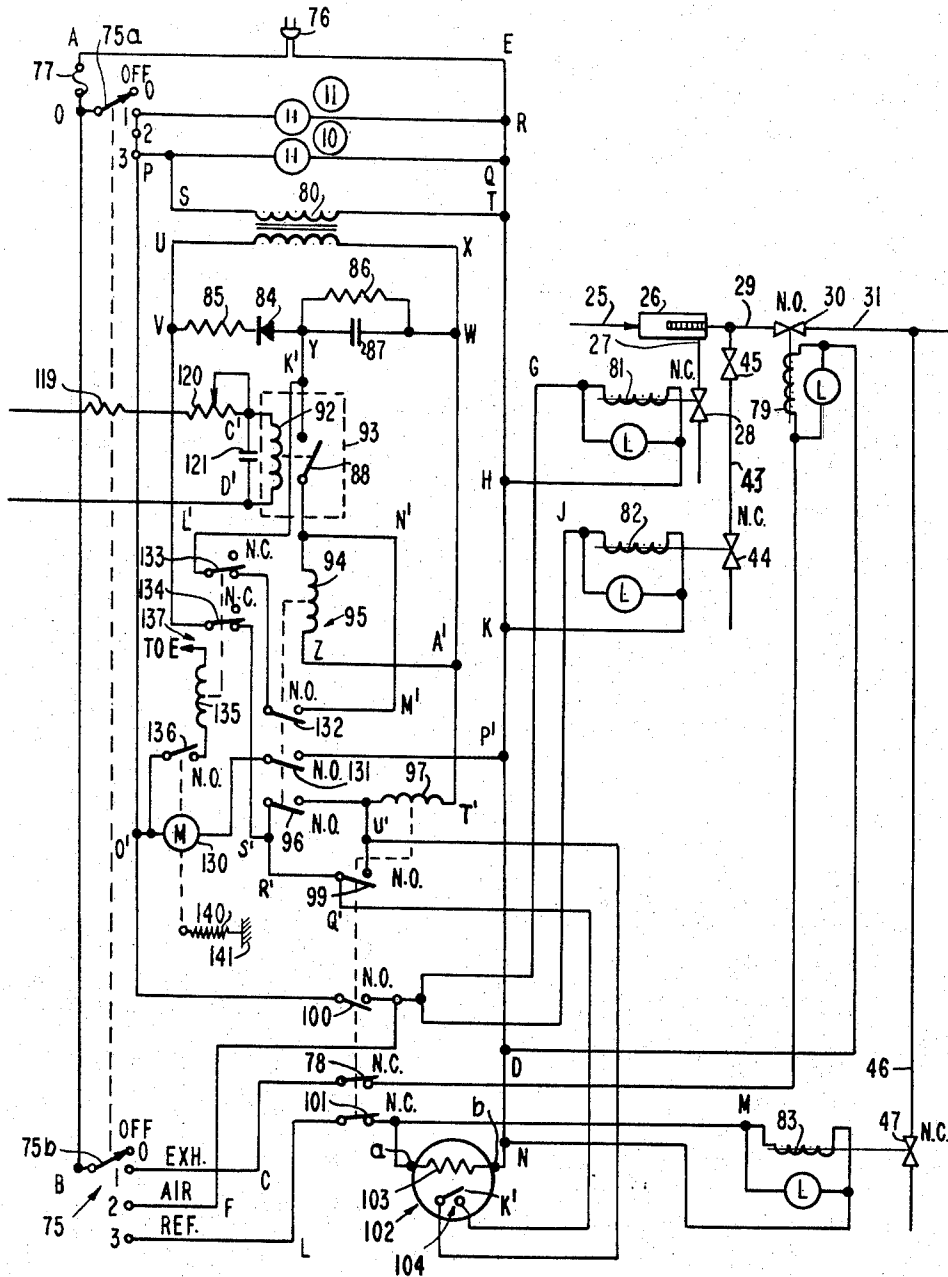 76
A
75a
E
77
OFF
0
11
O
1
11
R
2
10
3
11
P
Q
S
80
T
U
X
86
25
26
29
N.O.
30
31
85
84
V
W
Y
87
27
45
K'
N.C.
G
81
L
119
120
92
79
C'
93
28
L
121
88
D'
H
43
L'
N'
J
82
N.C.
N.C.
133
94
44
134
N.C.
95
L
137
A'
K
TO E
Z
135
N.O.
M'
132
136
P'
N.O.
N.O.
131
97
M
T'
O'
130
S'
96
N.O.
U'
R'
99
N.O.
Q'
140
141
N.O.
100
D
78
N.C.
46
101
N.C.
b
M
OFF
83
47
N.C.
75b
0
a
N
EXH.
B
C
103
L
AIR
K'
75
2
F
102
REF.
3
L
104